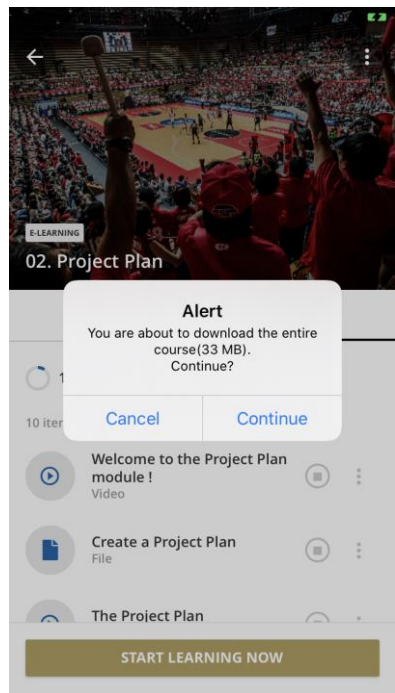 E-LEARNING
02. Project Plan
Alert
You are about to download the entire
course(33 MB).
Continue?
Cancel
Continue
10 iter
Welcome to the Project Plan
module !
Video
Create a Project Plan
File
The Project Plan
START LEARNING NOW